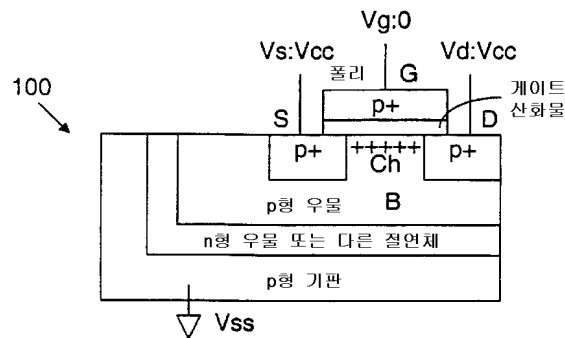 Vg:0
Vs:Vcc
Vd:Vcc
폴리
G
100
게이트
산화물
p+
S
D
p+
+++++
p+
Ch
B
p형 우물
n형 우물 또는 다른 절연체
p형 기판
Vss